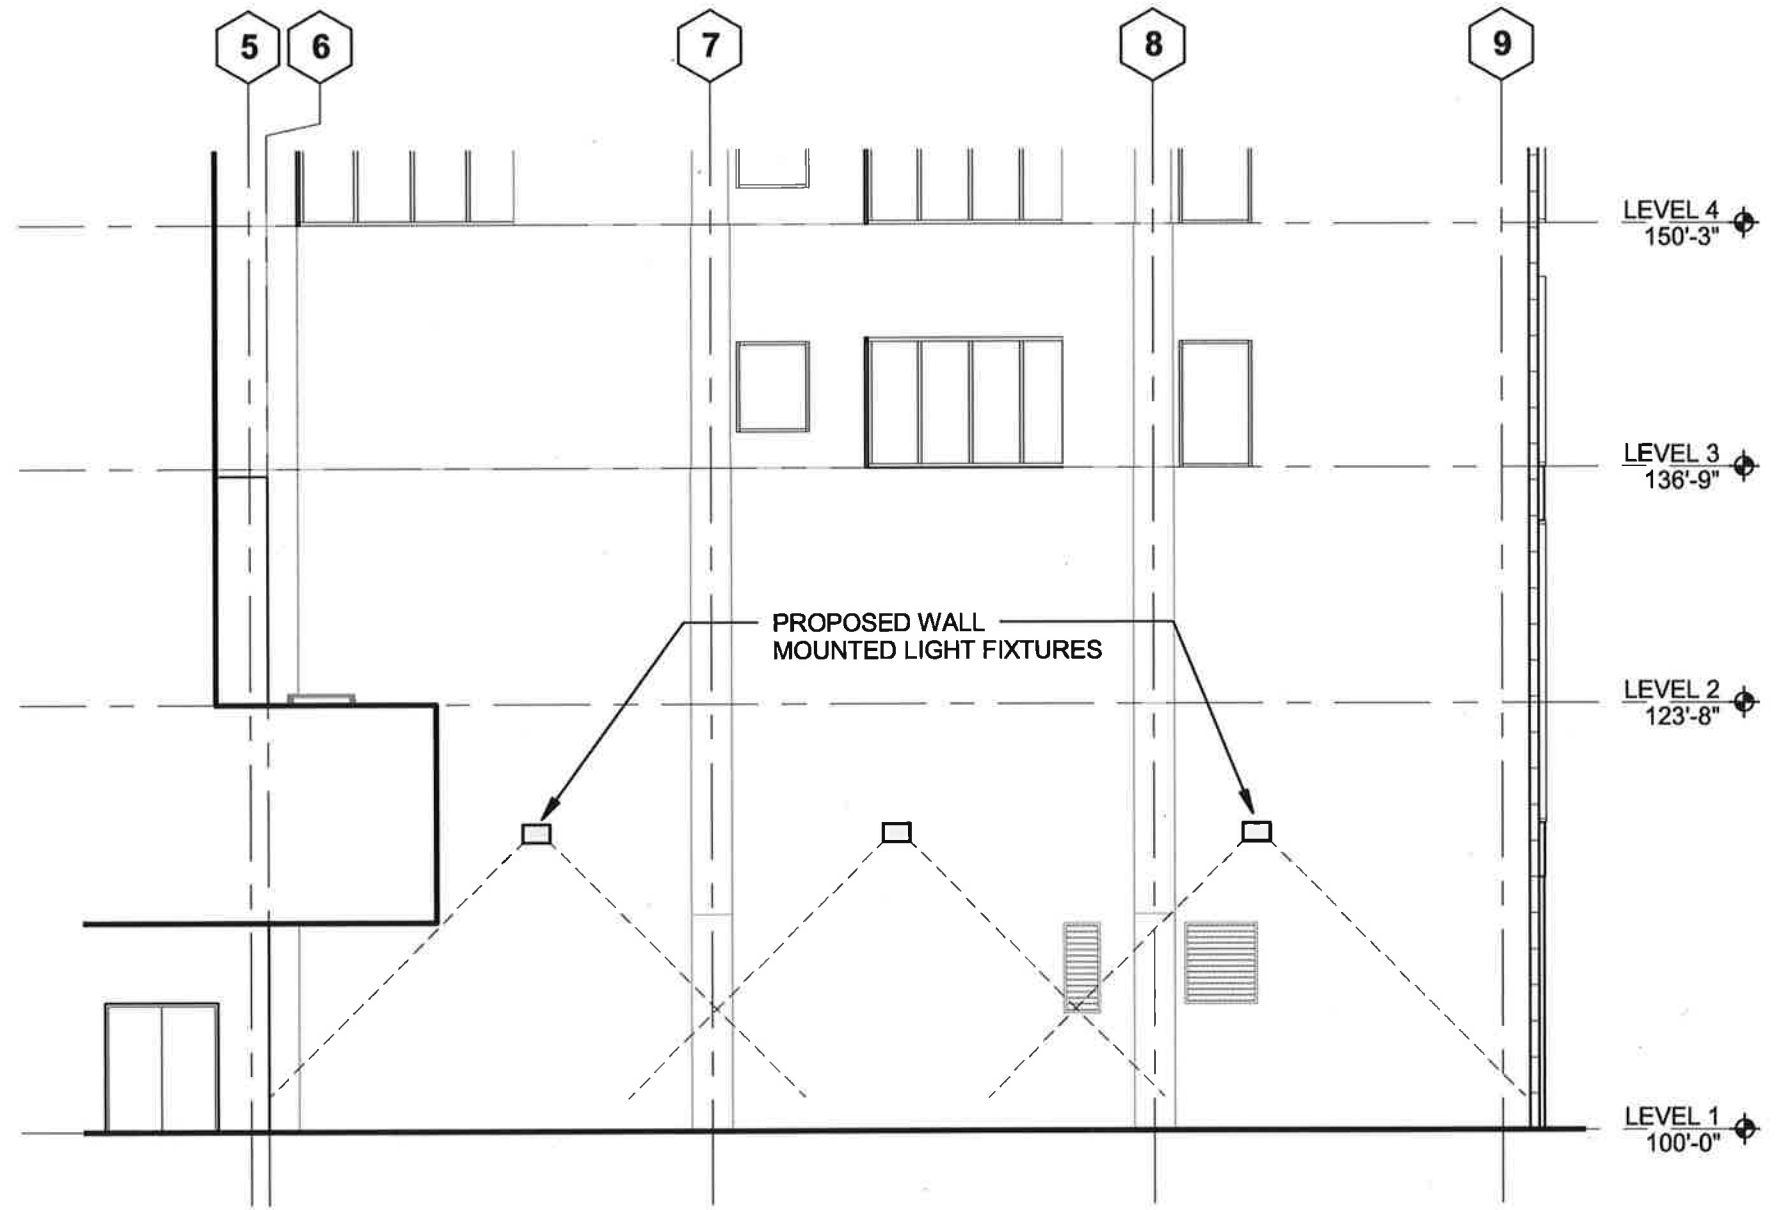 5 6 7 8 9
LEVEL 4
150'-3"
LEVEL 3
136'-9"
PROPOSED WALL
MOUNTED LIGHT FIXTURES
LEVEL 2
123'-8"
LEVEL 1
100'-0"